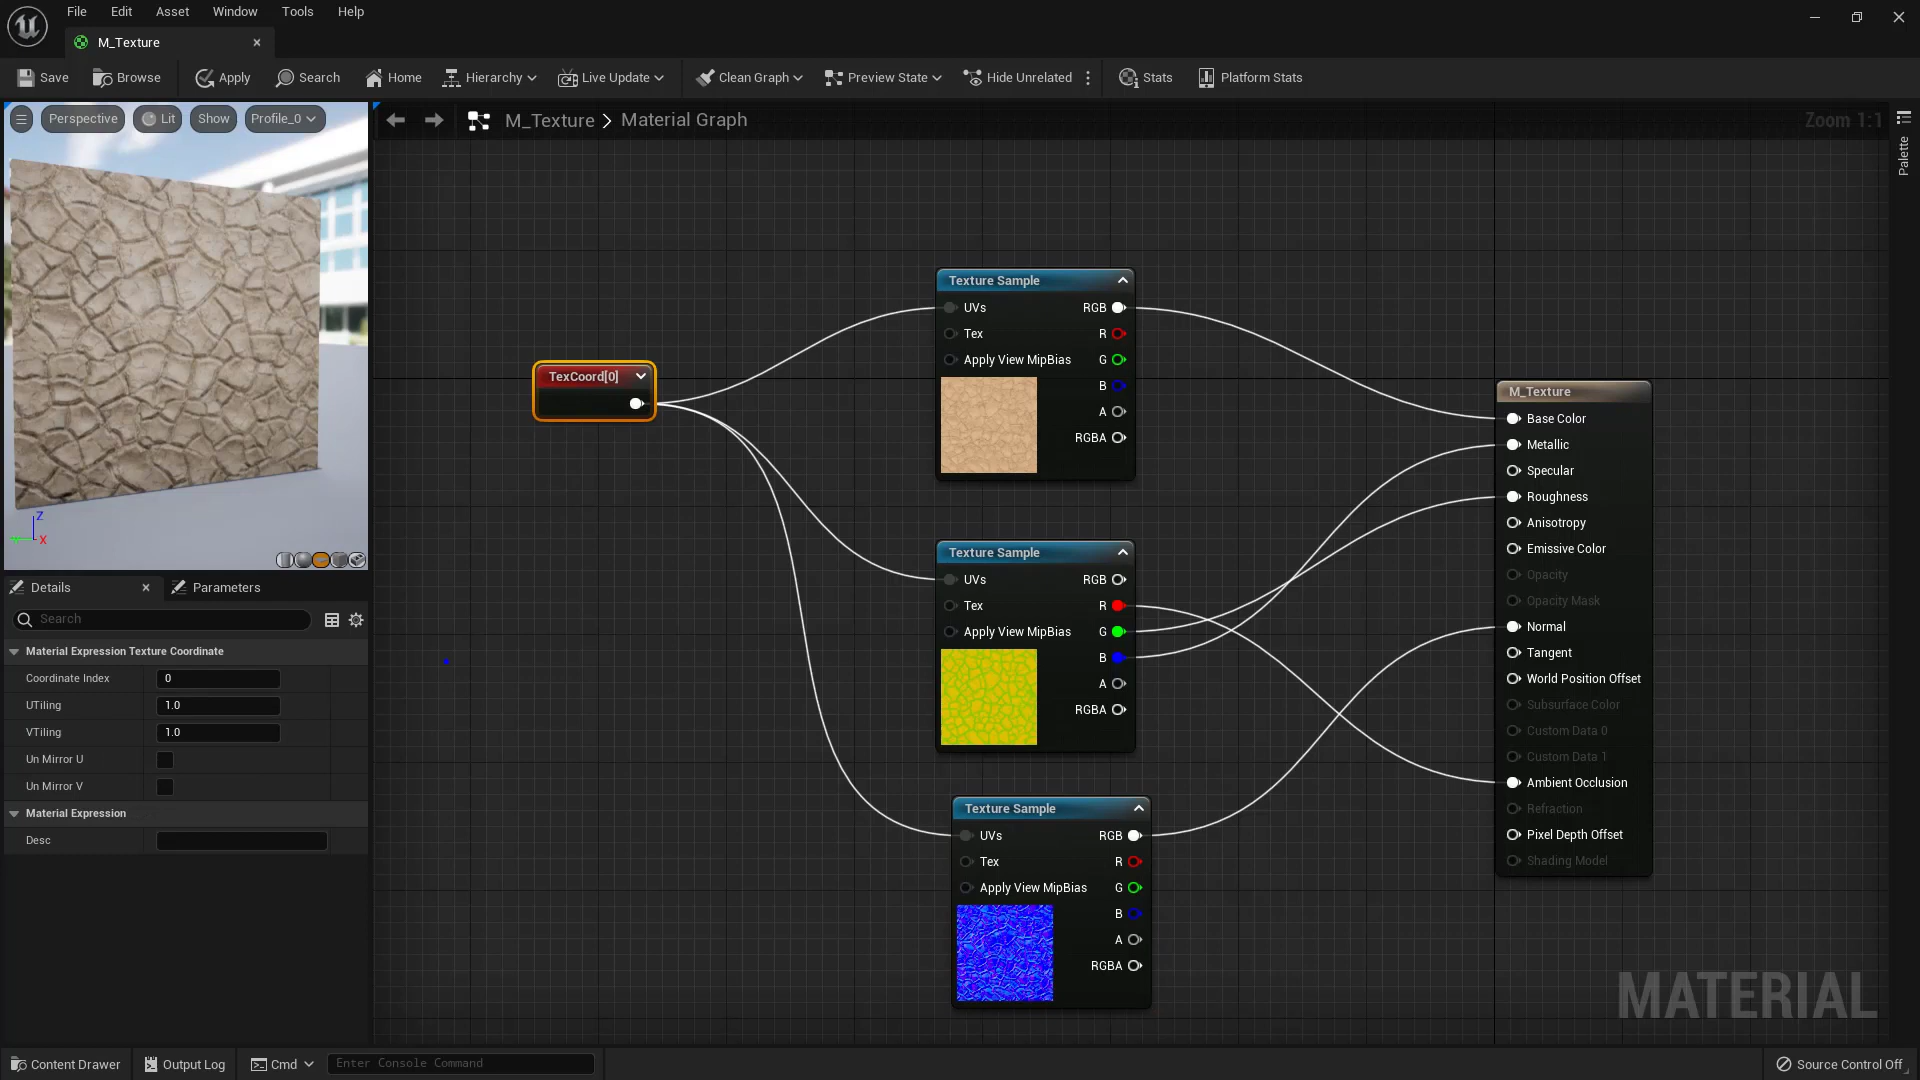 File Edit Asset Window Tools Help
M_Texture
Save Browse Apply Search Home Hierarchy Live Update Clean Graph Preview State Hide Unrelated Stats Platform Stats
Perspective Lit Show Profile_0
M_Texture > Material Graph
Zoom 1:1
Palette
Z
X
Details Parameters
Search
Material Expression Texture Coordinate
Coordinate Index 0
UTiling 1.0
VTiling 1.0
Un Mirror U
Un Mirror V
Material Expression
Desc
TexCoord[0]
Texture Sample
UVs RGB
Tex R
Apply View MipBias G
B
A
RGBA
Texture Sample
UVs RGB
Tex R
Apply View MipBias G
B
A
RGBA
Texture Sample
UVs RGB
Tex R
Apply View MipBias G
B
A
RGBA
M_Texture
Base Color
Metallic
Specular
Roughness
Anisotropy
Emissive Color
Opacity
Opacity Mask
Normal
Tangent
World Position Offset
Subsurface Color
Custom Data 0
Custom Data 1
Ambient Occlusion
Refraction
Pixel Depth Offset
Shading Model
MATERIAL
Content Drawer Output Log Cmd Enter Console Command Source Control Off